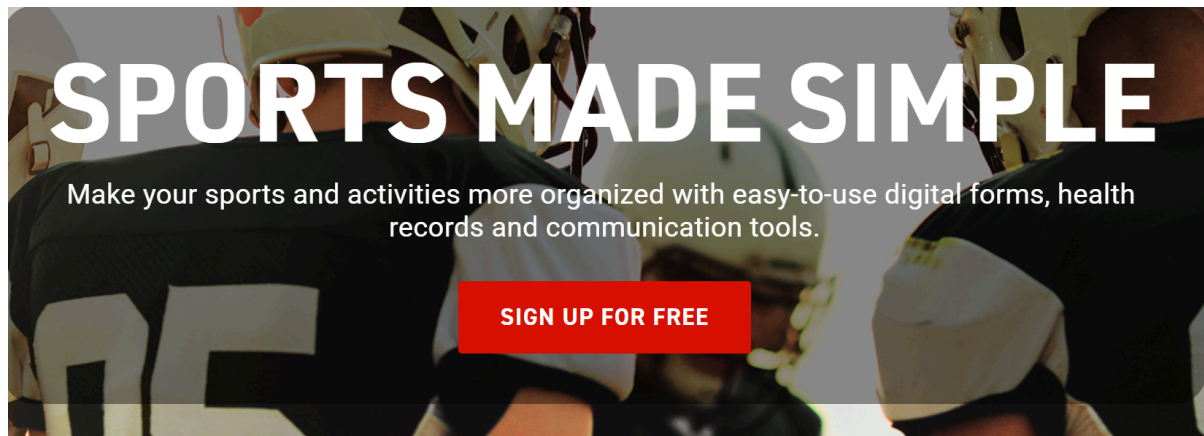 SPORTS MADE SIMPLE
Make your sports and activities more organized with easy-to-use digital forms, health
records and communication tools.
SIGN UP FOR FREE
05